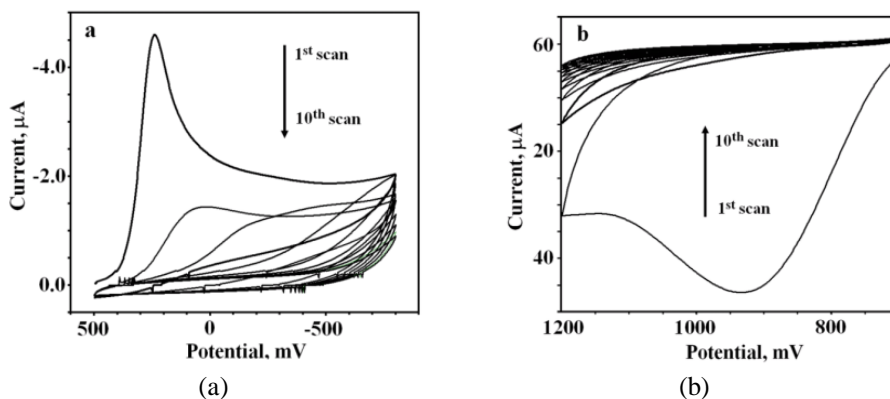 a
1st scan
10th scan
-4.0
-2.0
0.0
Current, μA
500 0 -500
Potential, mV
(a)
b
60
20
40
10th scan
1st scan
Current, μA
1200 1000 800
Potential, mV
(b)